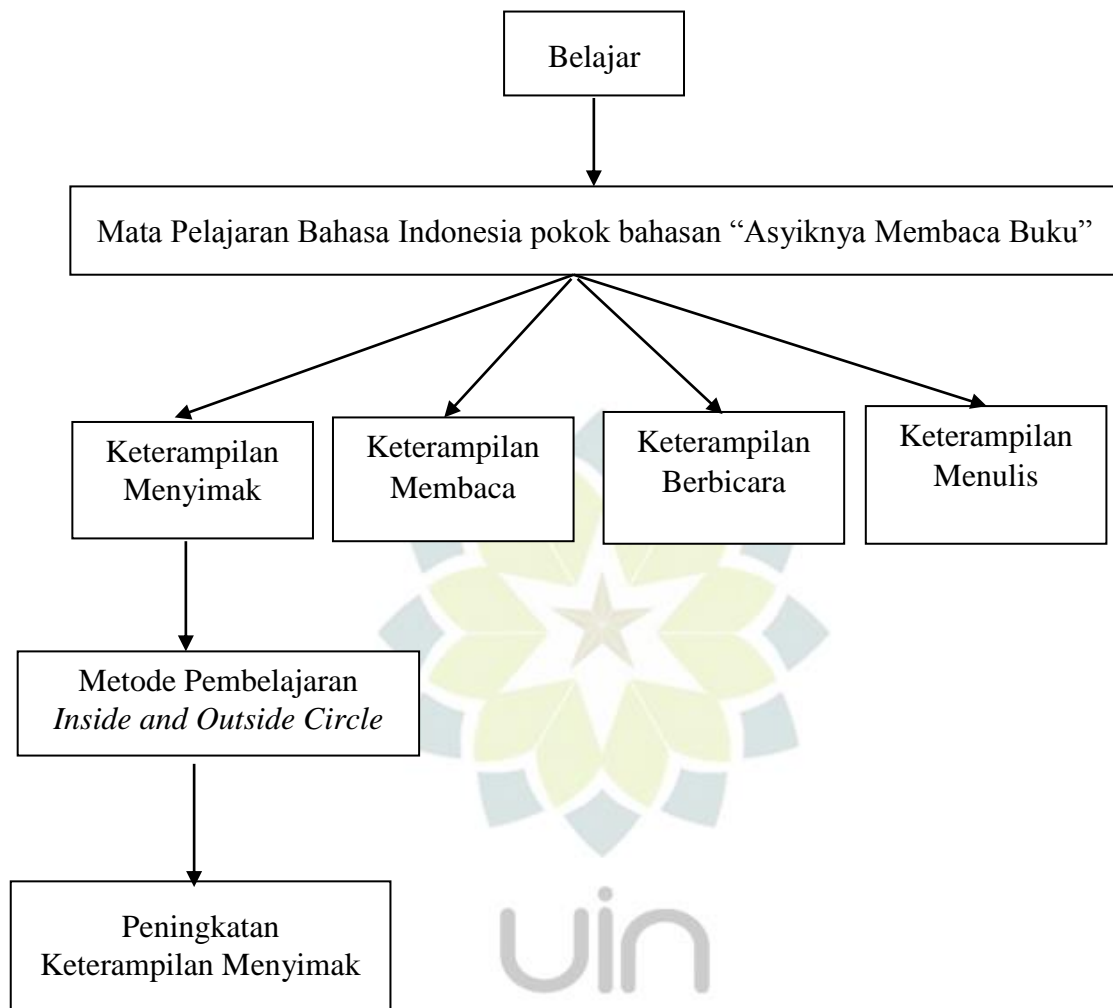 Belajar
Mata Pelajaran Bahasa Indonesia pokok bahasan “Asyiknya Membaca Buku”
Keterampilan
Menyimak
Keterampilan
Membaca
Keterampilan
Berbicara
Keterampilan
Menulis
Metode Pembelajaran
Inside and Outside Circle
Peningkatan
Keterampilan Menyimak
uin